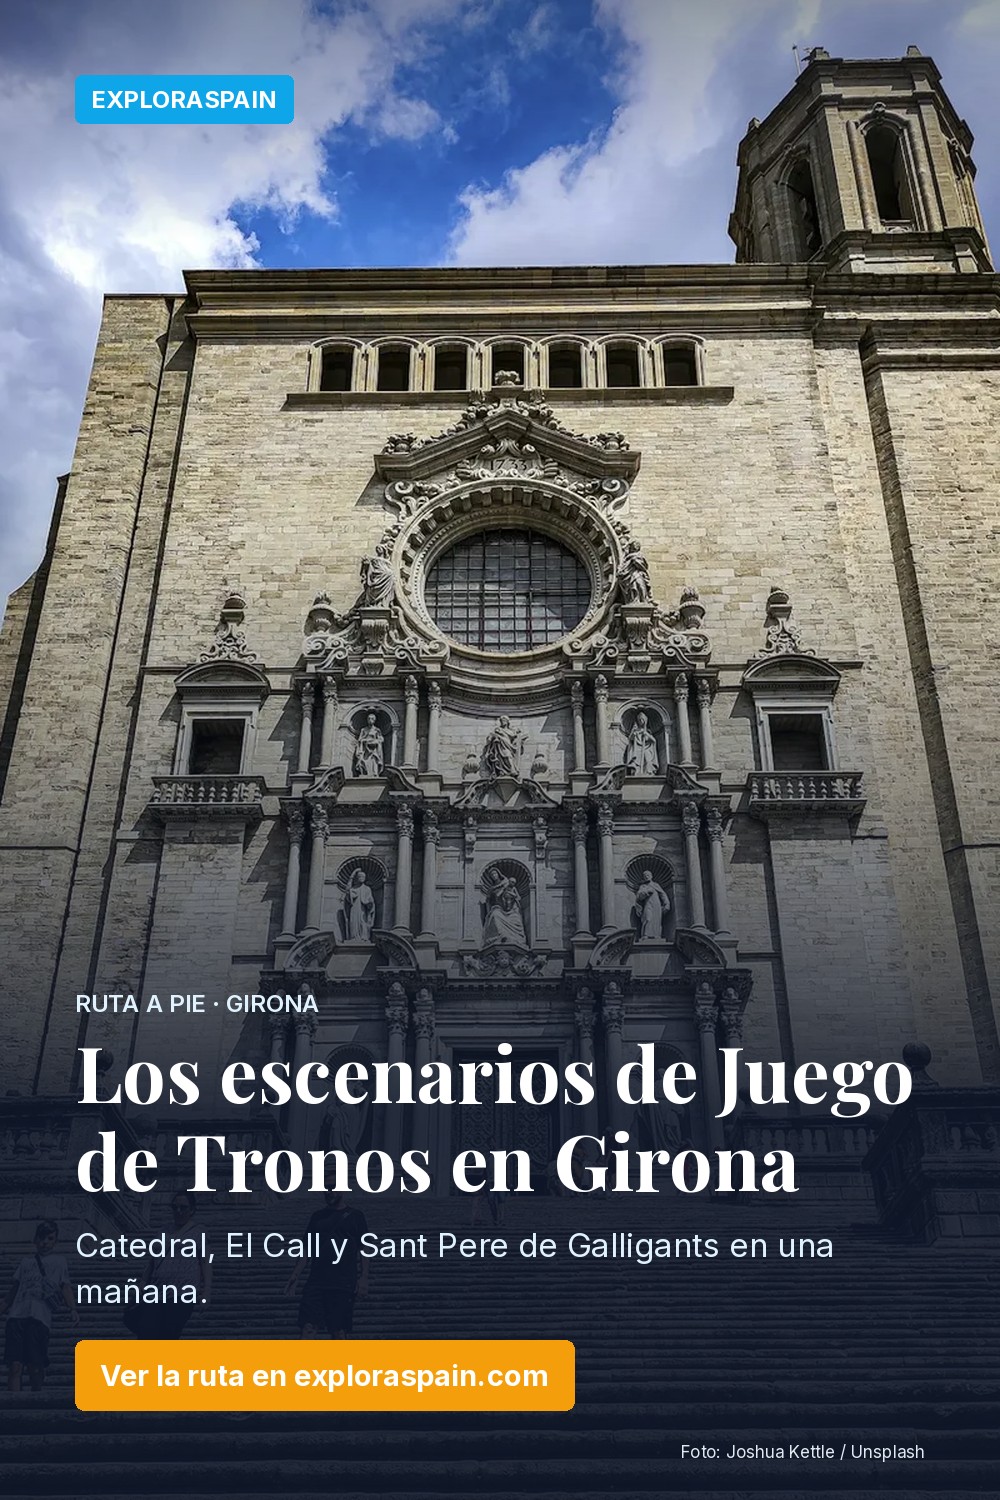 EXPLORASPAIN
1733
RUTA A PIE · GIRONA
Los escenarios de Juego
de Tronos en Girona
Catedral, El Call y Sant Pere de Galligants en una
mañana.
Ver la ruta en exploraspain.com
Foto: Joshua Kettle / Unsplash